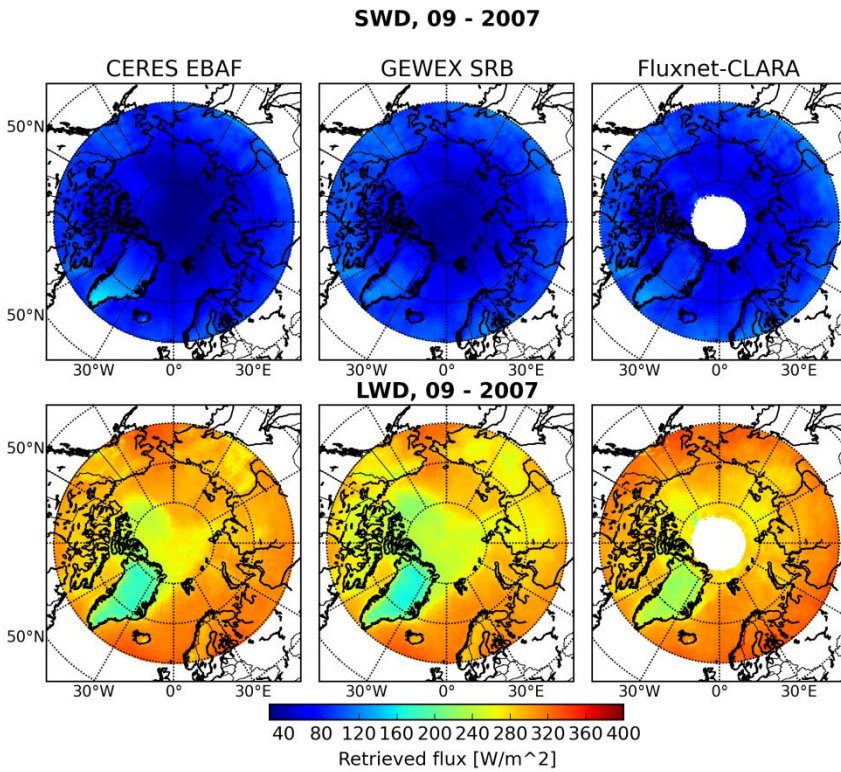 SWD, 09 - 2007
CERES EBAF GEWEX SRB Fluxnet-CLARA
50°N
50°N
30°W 0° 30°E 30°W 0° 30°E 30°W 0° 30°E
LWD, 09 - 2007
50°N
50°N
30°W 0° 30°E 30°W 0° 30°E 30°W 0° 30°E
40 80 120 160 200 240 280 320 360 400
Retrieved flux [W/m^2]